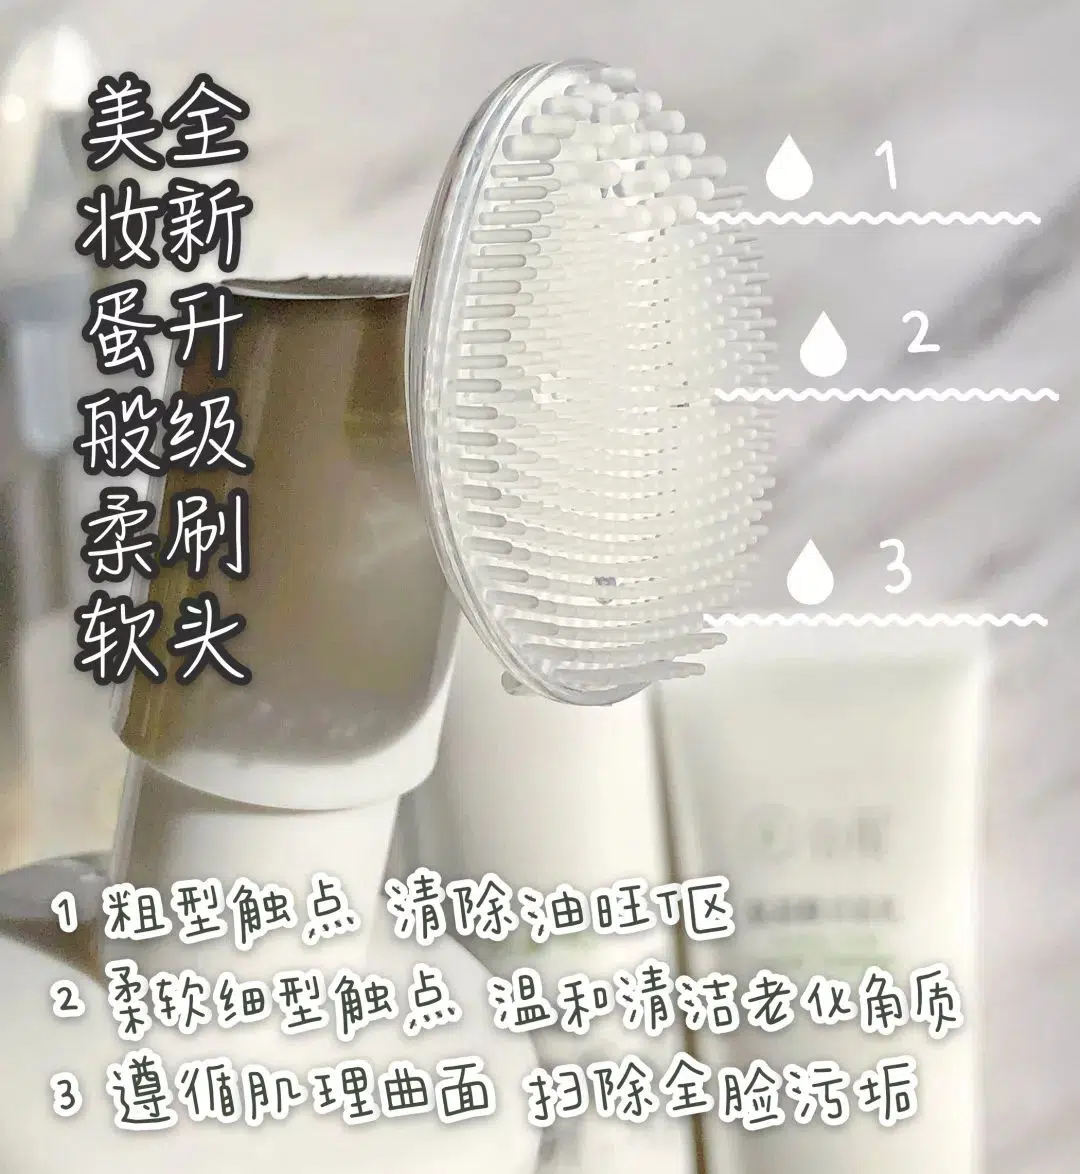 全新升级刷头
美妆蛋般柔软
1
2
3
1 粗型触点 清除油旺T区
2 柔软细型触点 温和清洁老化角质
3 遵循肌理曲面 扫除全脸污垢